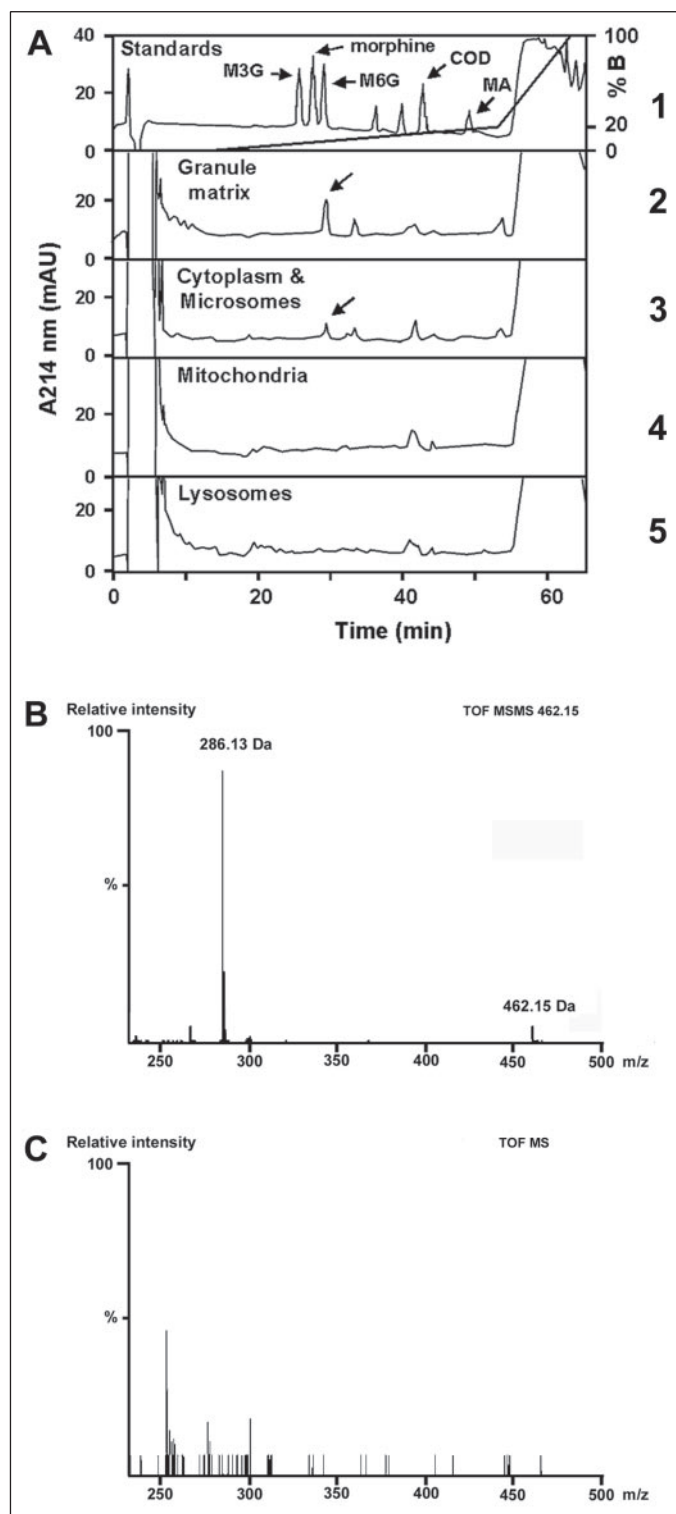 A
Standards
M3G
morphine
M6G
COD
MA
40
20
0
100
20
0
% B
1
Granule
matrix
20
0
2
Cytoplasm &
Microsomes
20
0
3
Mitochondria
20
0
4
Lysosomes
20
0
5
A214 nm (mAU)
0 20 40 60
Time (min)
B
Relative intensity
TOF MSMS 462.15
100
286.13 Da
%
462.15 Da
250 300 350 400 450 500 m/z
C
Relative intensity
TOF MS
100
%
250 300 350 400 450 500 m/z